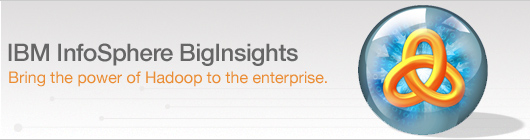 IBM InfoSphere BigInsights
Bring the power of Hadoop to the enterprise.